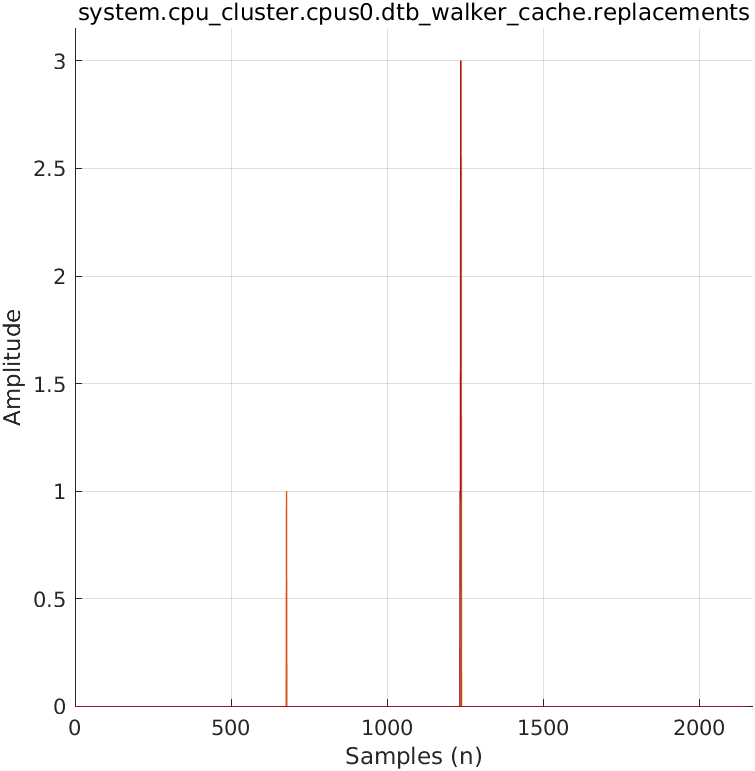 system.cpu_cluster.cpus0.dtb_walker_cache.replacements
3
2.5
2
1.5
1
0.5
0
Amplitude
0 500 1000 1500 2000
Samples (n)